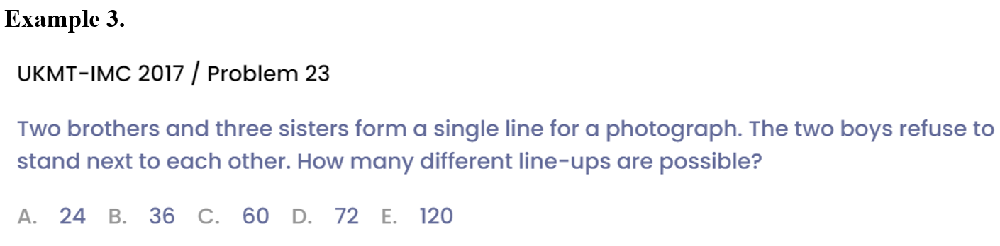 Example 3.
UKMT-IMC 2017 / Problem 23
Two brothers and three sisters form a single line for a photograph. The two boys refuse to
stand next to each other. How many different line-ups are possible?
A. 24 B. 36 C. 60 D. 72 E. 120